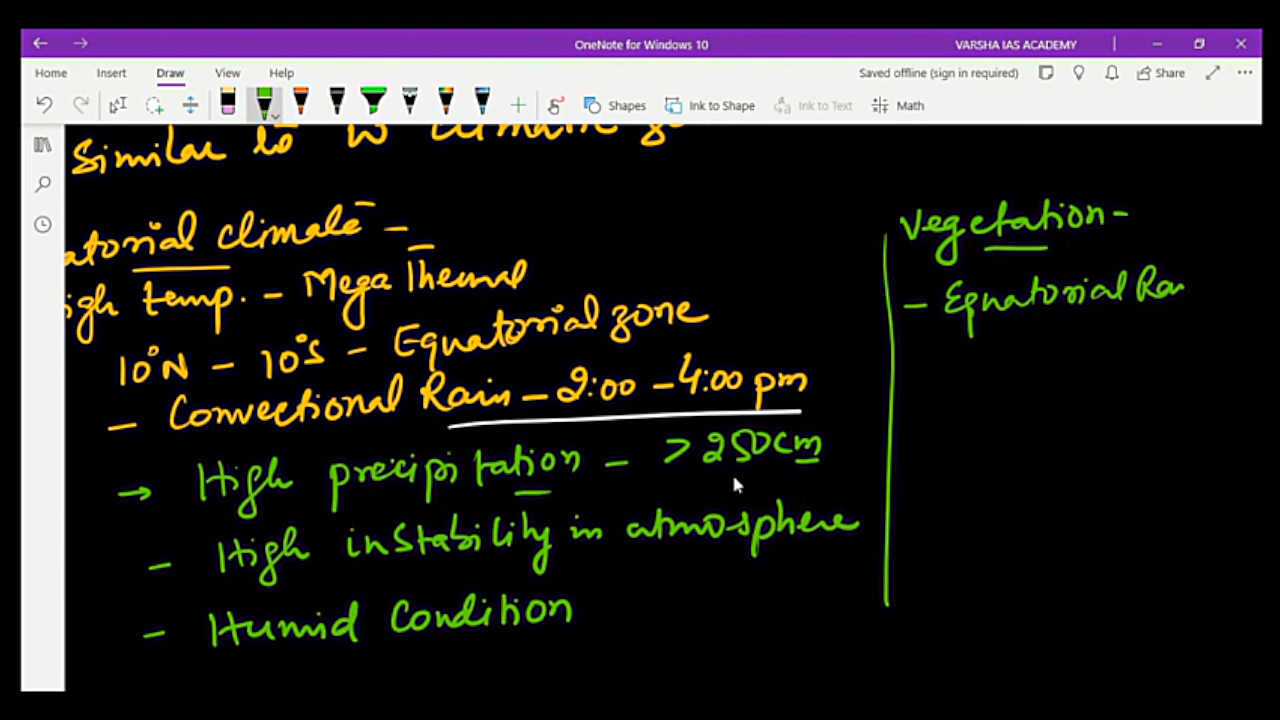 OneNote for Windows 10
VARSHA IAS ACADEMY
Home Insert Draw View Help
Saved offline (sign in required)
Share
Shapes
Ink to Shape
Ink to Text
Math
Similar to W climatic
atorial climate -
igh temp. - Mega Thermal
10°N - 10°S - Equatorial zone
- Convectional Rain - 2:00 - 4:00 pm
→ High precipitation - > 250cm
- High instability in atmosphere
- Humid Condition
Vegetation -
- Equatorial Rai